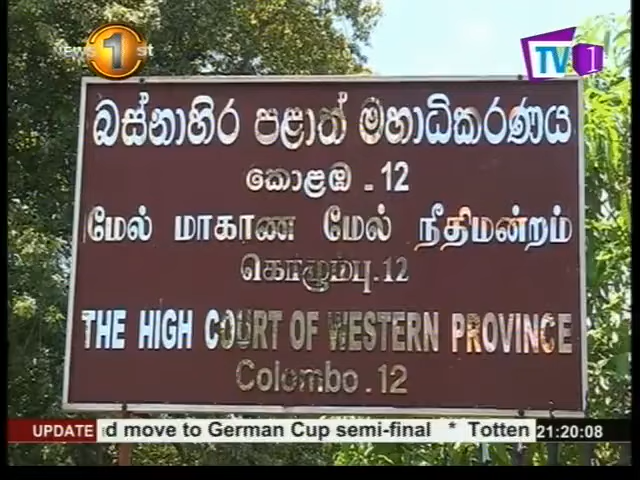 NEWS 1st
TV 1
බස්නාහිර පළාත් මහාධිකරණය
කොළඹ - 12
மேல் மாகாண மேல் நீதிமன்றம்
கொழும்பு.12
THE HIGH COURT OF WESTERN PROVINCE
Colombo . 12
UPDATE d move to German Cup semi-final * Totten 21:20:08